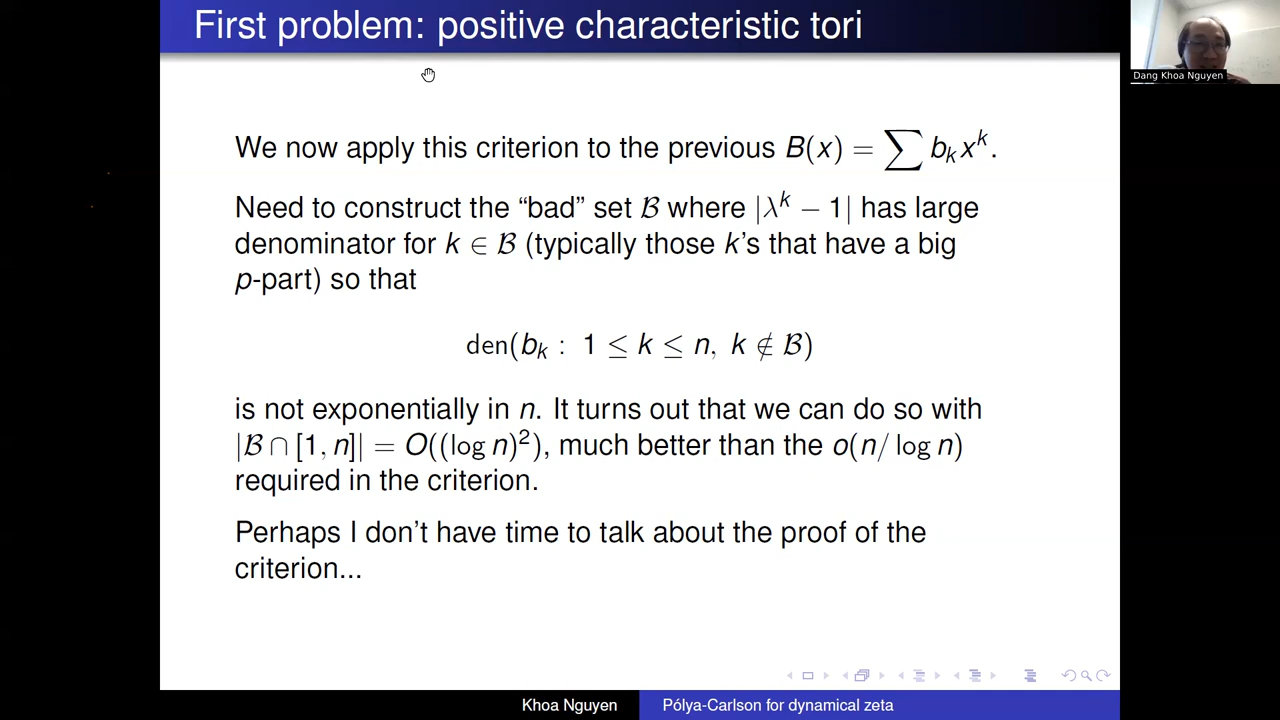 First problem: positive characteristic tori
Dang Khoa Nguyen
We now apply this criterion to the previous B(x) = ∑ b_k x^k.
Need to construct the “bad” set ℬ where |λ^k − 1| has large
denominator for k ∈ ℬ (typically those k's that have a big
p-part) so that
den(b_k : 1 ≤ k ≤ n, k ∉ ℬ)
is not exponentially in n. It turns out that we can do so with
|ℬ ∩ [1, n]| = O((log n)^2), much better than the o(n/ log n)
required in the criterion.
Perhaps I don't have time to talk about the proof of the
criterion...
Khoa Nguyen
Pólya-Carlson for dynamical zeta